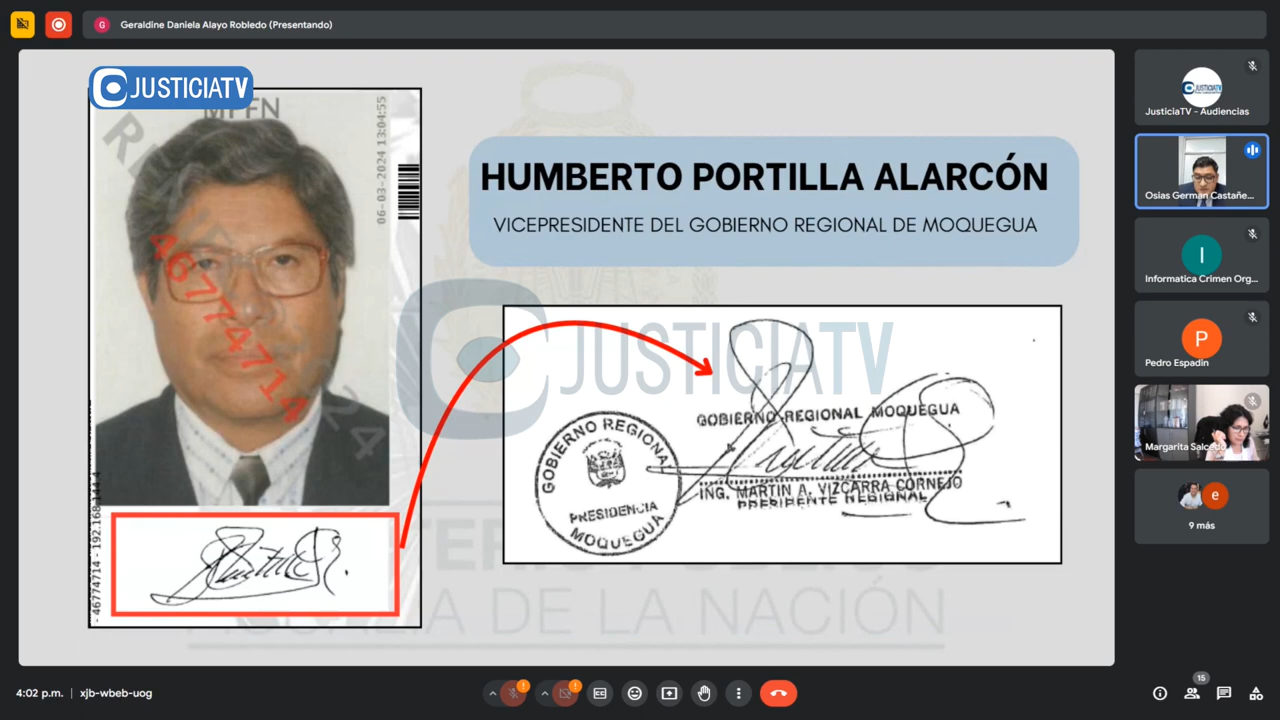 Geraldine Daniela Alayo Robledo (Presentando)
JUSTICIATV
MPFN
06-03-2024 13:04:55
46774714
- 46774714 - 192.168.144.4
HUMBERTO PORTILLA ALARCÓN
VICEPRESIDENTE DEL GOBIERNO REGIONAL DE MOQUEGUA
JUSTICIATV
GOBIERNO REGIONAL MOQUEGUA
GOBIERNO REGIONAL
PRESIDENCIA
MOQUEGUA
ING. MARTIN A. VIZCARRA CORNEJO
PRESIDENTE REGIONAL
FISCALÍA DE LA NACIÓN
JUSTICIATV
JusticiaTV - Audiencias
Osias German Castañe...
I
Informatica Crimen Org...
P
Pedro Espadin
Margarita Salcedo
e
9 más
4:02 p.m. | xjb-wbeb-uog
15